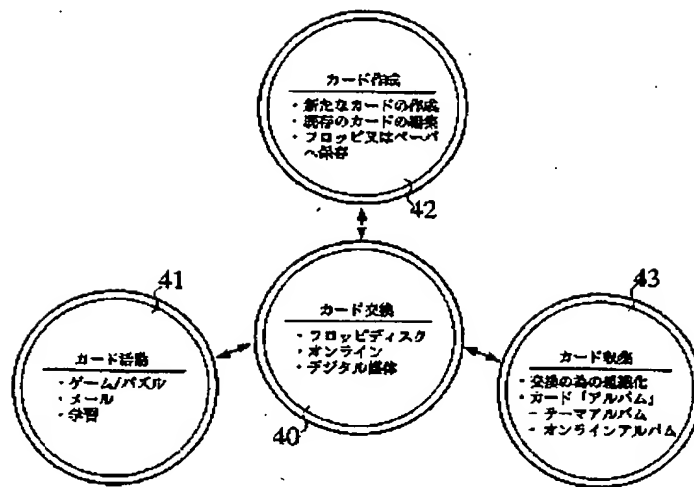 カード作成
・新たなカードの作成
・既存のカードの編集
・フロッピ又はペーパ
へ保存
42
41
43
カード交換
・フロッピディスク
・オンライン
・デジタル媒体
40
カード活動
・ゲーム/パズル
・メール
・学習
カード収集
・交換の為の組織化
・カード「アルバム」
－テーマアルバム
－オンラインアルバム